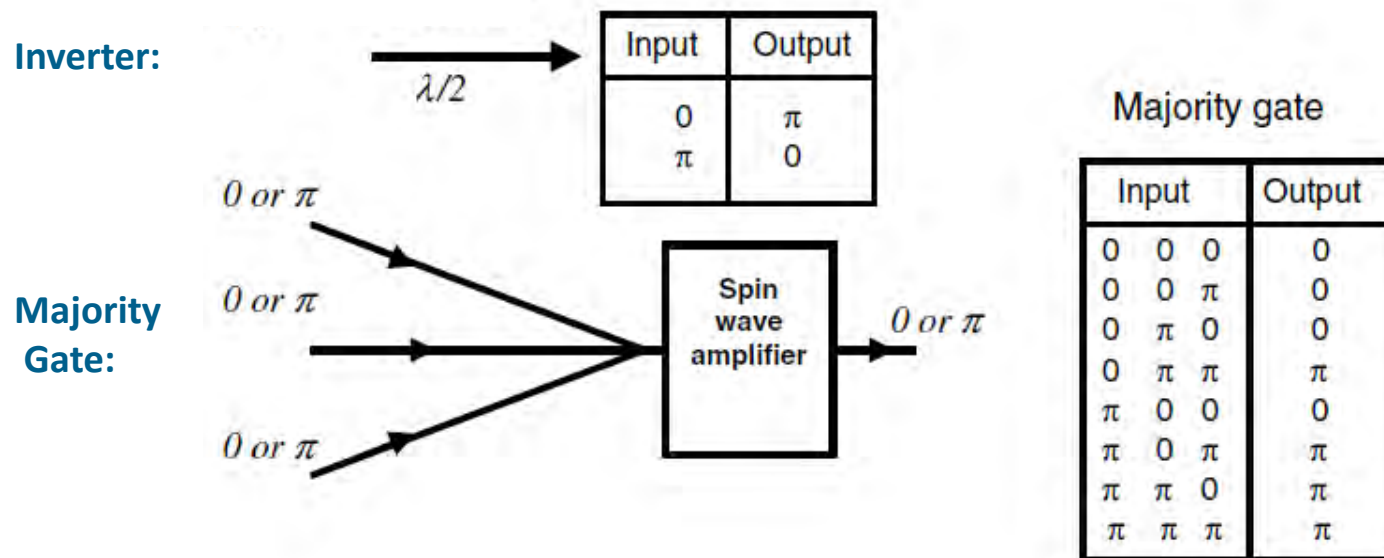 Inverter:
λ/2
Input Output
0 π
π 0
Majority
Gate:
0 or π
0 or π
0 or π
Spin
wave
amplifier
0 or π
Majority gate
Input Output
0 0 0 0
0 0 π 0
0 π 0 0
0 π π π
π 0 0 0
π 0 π π
π π 0 π
π π π π